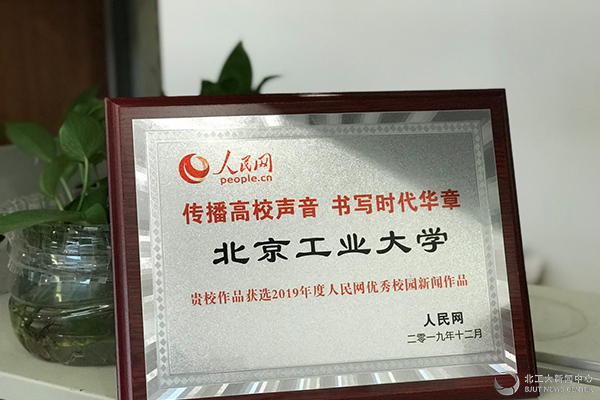 人民网
people.cn
传播高校声音 书写时代华章
北京工业大学
贵校作品获选2019年度人民网优秀校园新闻作品
人民网
二零一九年十二月
北工大新闻中心
BJUT NEWS CENTER